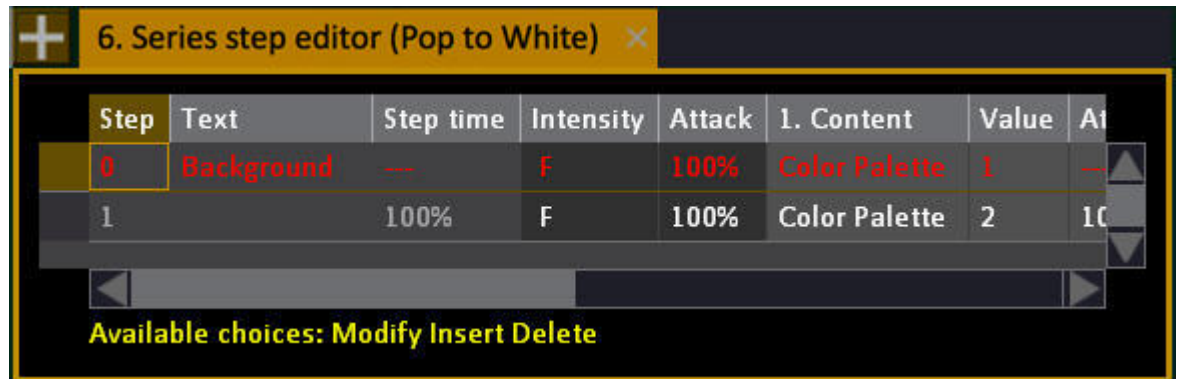 6. Series step editor (Pop to White)
Step Text Step time Intensity Attack 1. Content Value
0 Background --- F 100% Color Palette 1
1 100% F 100% Color Palette 2
Available choices: Modify Insert Delete